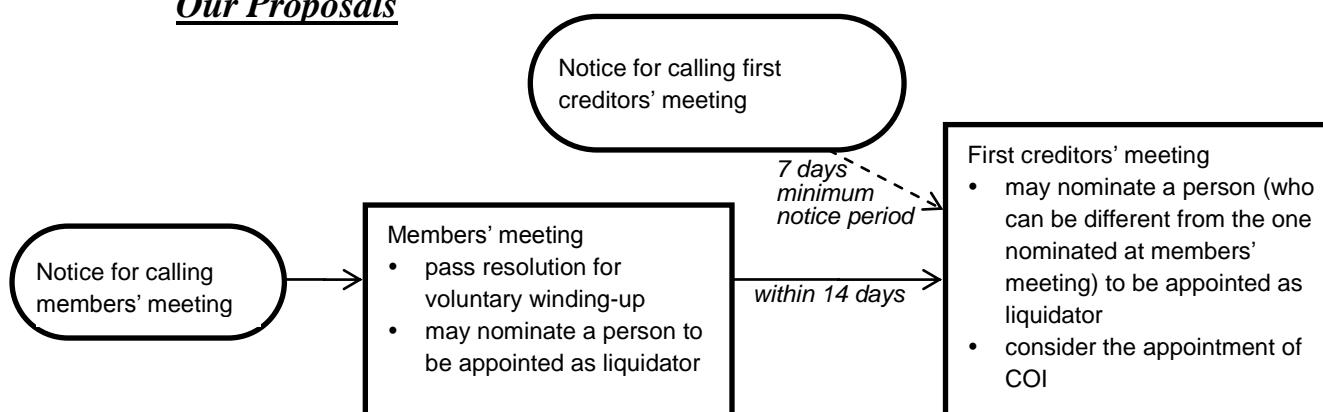 Our Proposals
Notice for calling first
creditors’ meeting
7 days
minimum
notice period
First creditors’ meeting
• may nominate a person (who
can be different from the one
nominated at members’
meeting) to be appointed as
liquidator
• consider the appointment of
COI
Notice for calling
members’ meeting
Members’ meeting
• pass resolution for
voluntary winding-up
• may nominate a person to
be appointed as liquidator
within 14 days